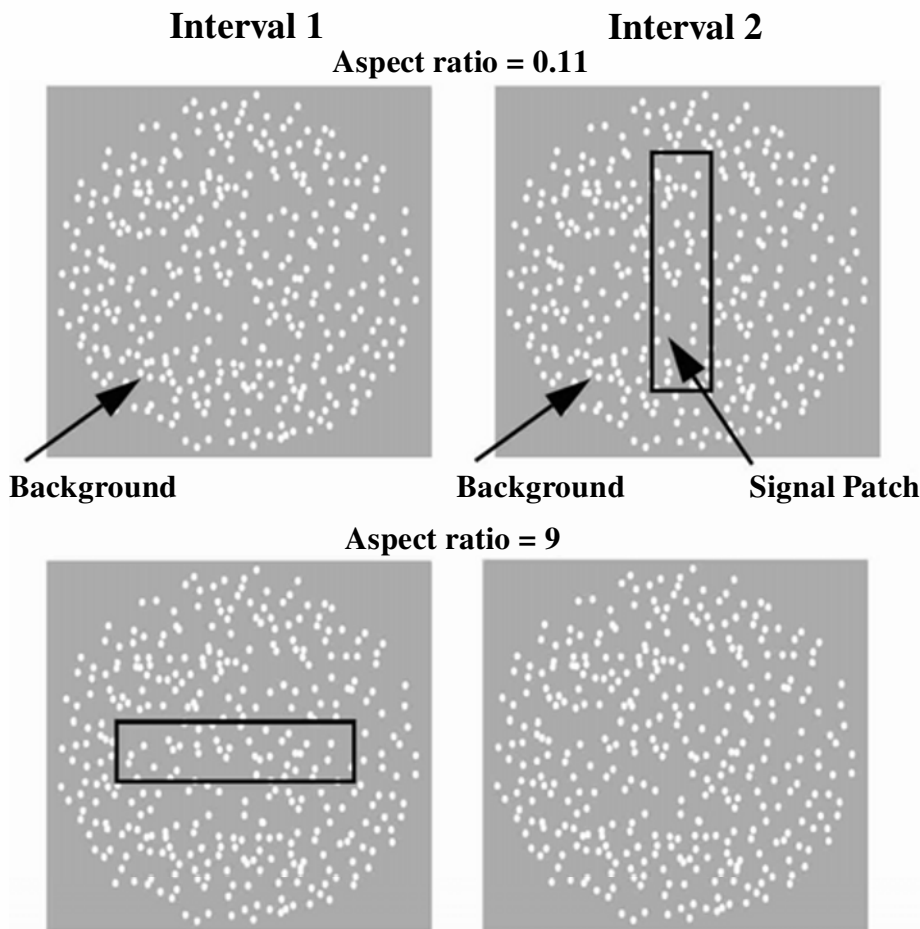 Interval 1
Interval 2
Aspect ratio = 0.11
Background
Background
Signal Patch
Aspect ratio = 9